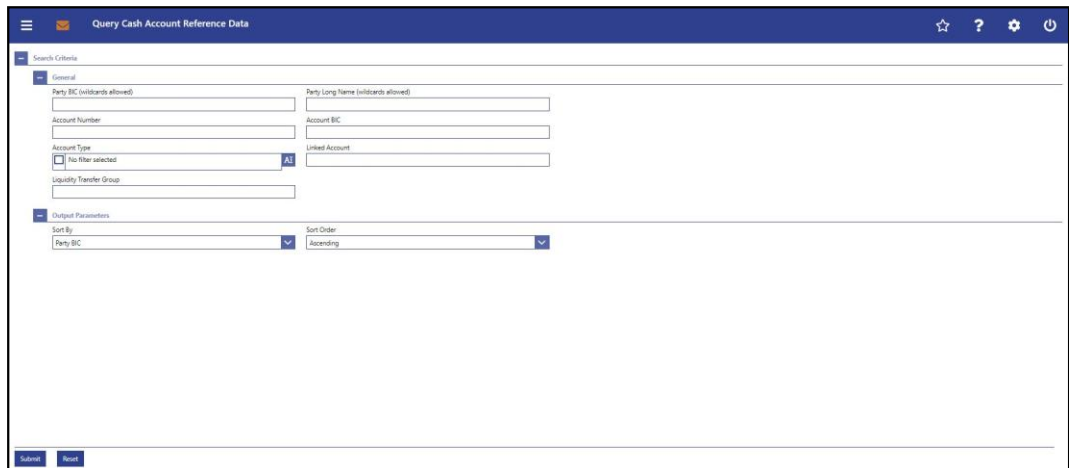 Query Cash Account Reference Data
Search Criteria
General
Party BIC (wildcards allowed) Party Long Name (wildcards allowed)
Account Number Account BIC
Account Type Linked Account
No filter selected AI
Liquidity Transfer Group
Output Parameters
Sort By Sort Order
Party BIC Ascending
Submit Reset